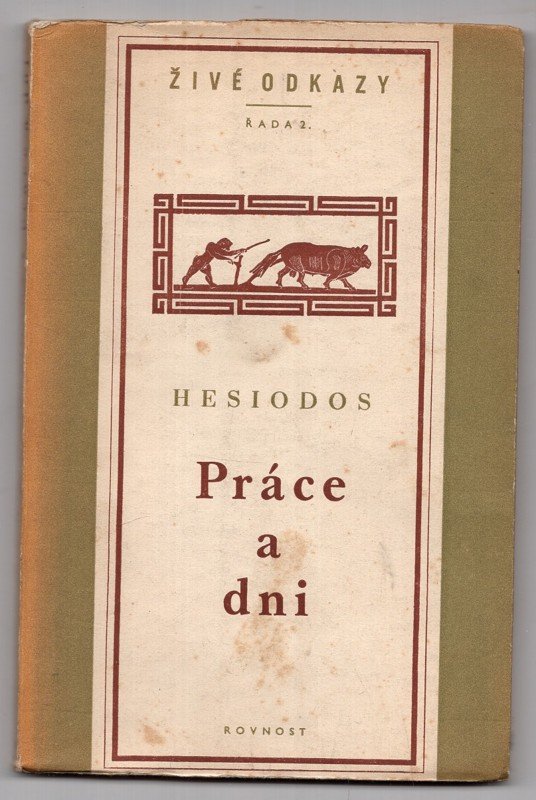 ŽIVÉ ODKAZY
ŘADA 2.
HESIODOS
Práce
a
dni
ROVNOST